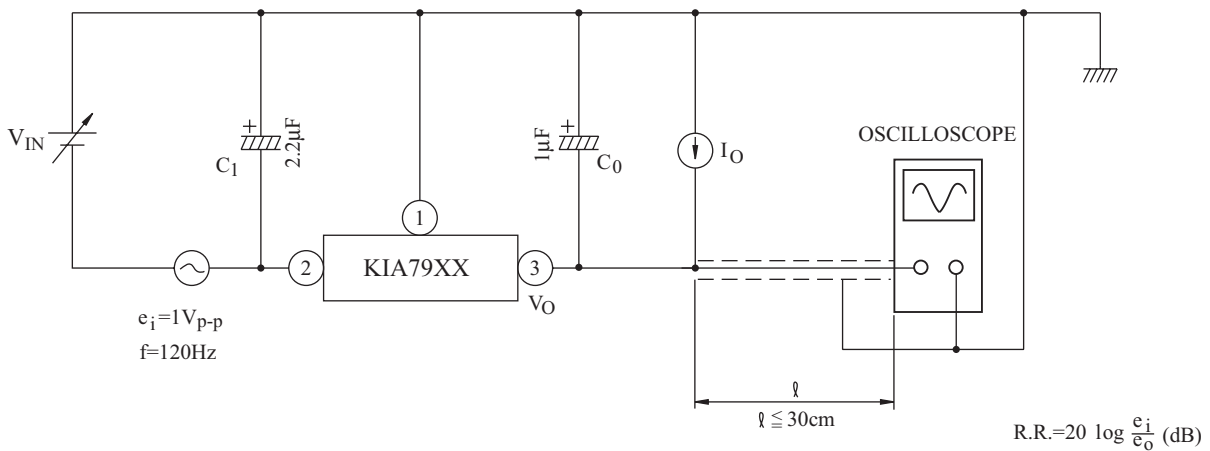 V_IN
+
C_1
2.2μF
1
+
1μF
C_0
I_O
OSCILLOSCOPE
2
KIA79XX
3
V_O
e_i=1V_p-p
f=120Hz
ℓ
ℓ≦30cm
R.R.=20 log e_i/e_o (dB)